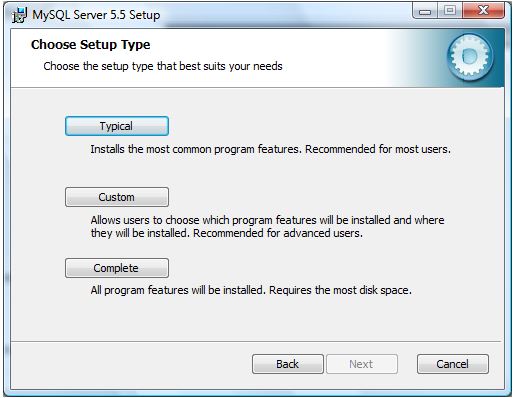 MySQL Server 5.5 Setup
Choose Setup Type
Choose the setup type that best suits your needs
Typical
Installs the most common program features. Recommended for most users.
Custom
Allows users to choose which program features will be installed and where
they will be installed. Recommended for advanced users.
Complete
All program features will be installed. Requires the most disk space.
Back Next Cancel